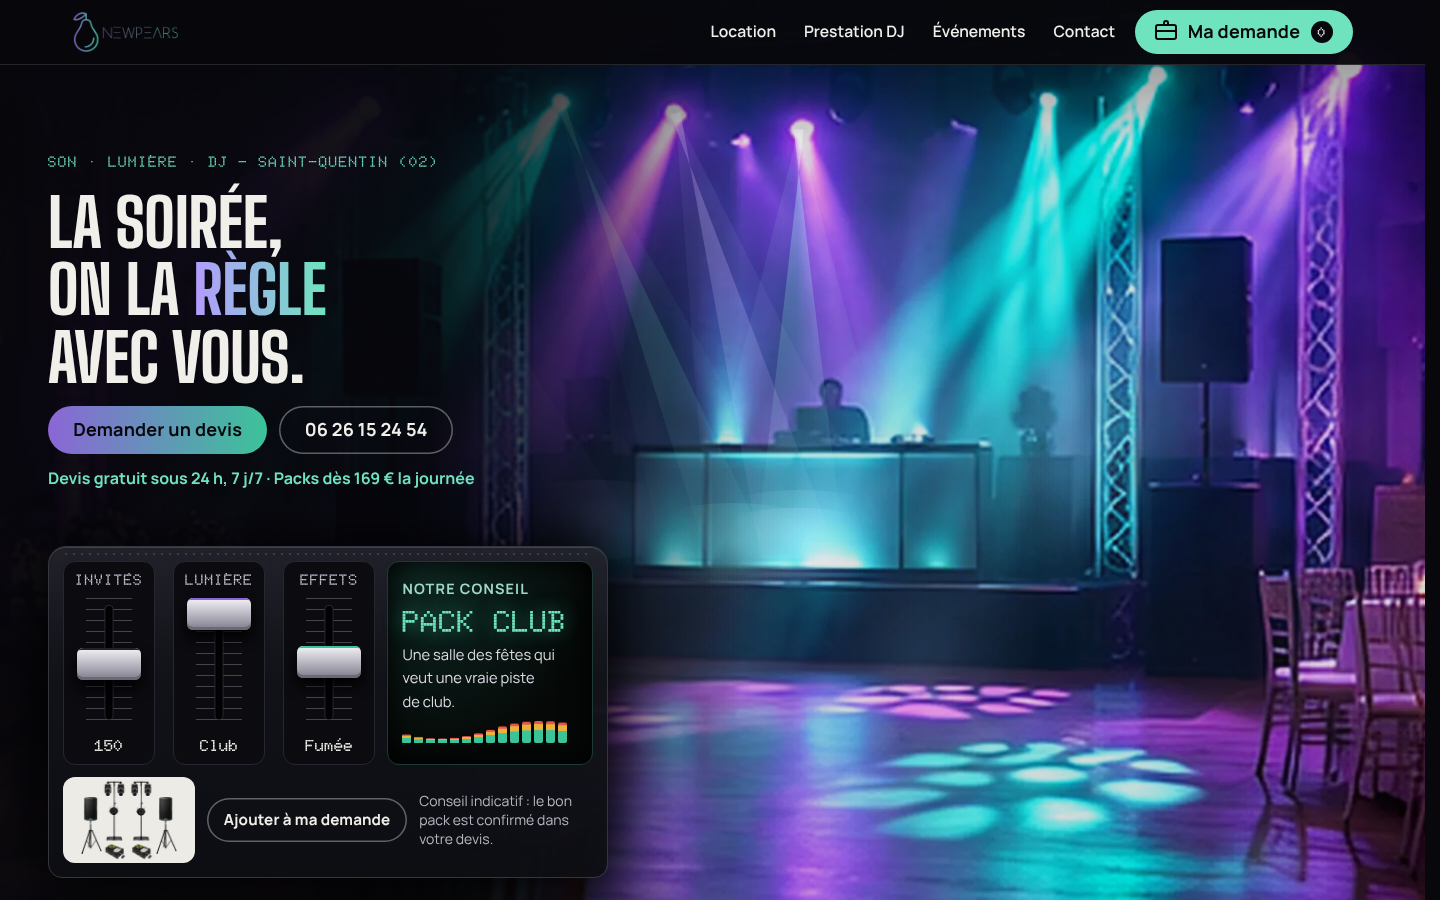 NEWPEARS
Location
Prestation DJ
Événements
Contact
Ma demande
0
SON · LUMIÈRE · DJ — SAINT-QUENTIN (02)
LA SOIRÉE,
ON LA RÈGLE
AVEC VOUS.
Demander un devis
06 26 15 24 54
Devis gratuit sous 24 h, 7 j/7 · Packs dès 169 € la journée
INVITÉS
LUMIÈRE
EFFETS
150
Club
Fumée
NOTRE CONSEIL
PACK CLUB
Une salle des fêtes qui
veut une vraie piste
de club.
Ajouter à ma demande
Conseil indicatif : le bon
pack est confirmé dans
votre devis.